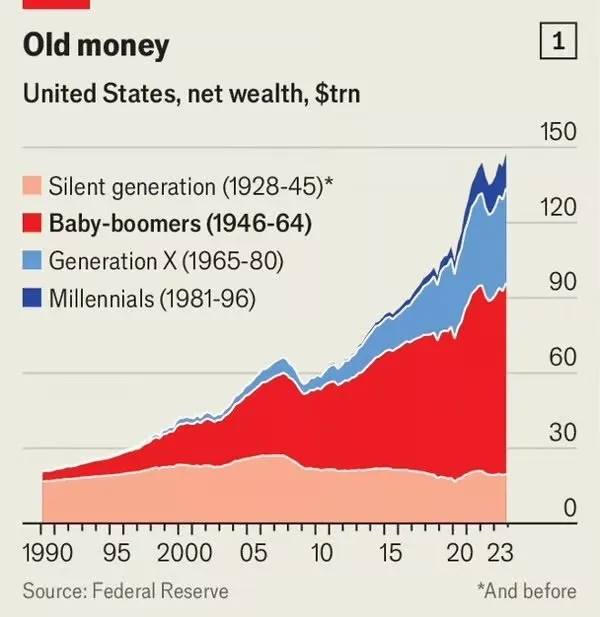 Old money
1
United States, net wealth, $trn
150
Silent generation (1928-45)*
Baby-boomers (1946-64)
120
Generation X (1965-80)
Millennials (1981-96)
90
60
30
0
1990 95 2000 05 10 15 20 23
Source: Federal Reserve *And before